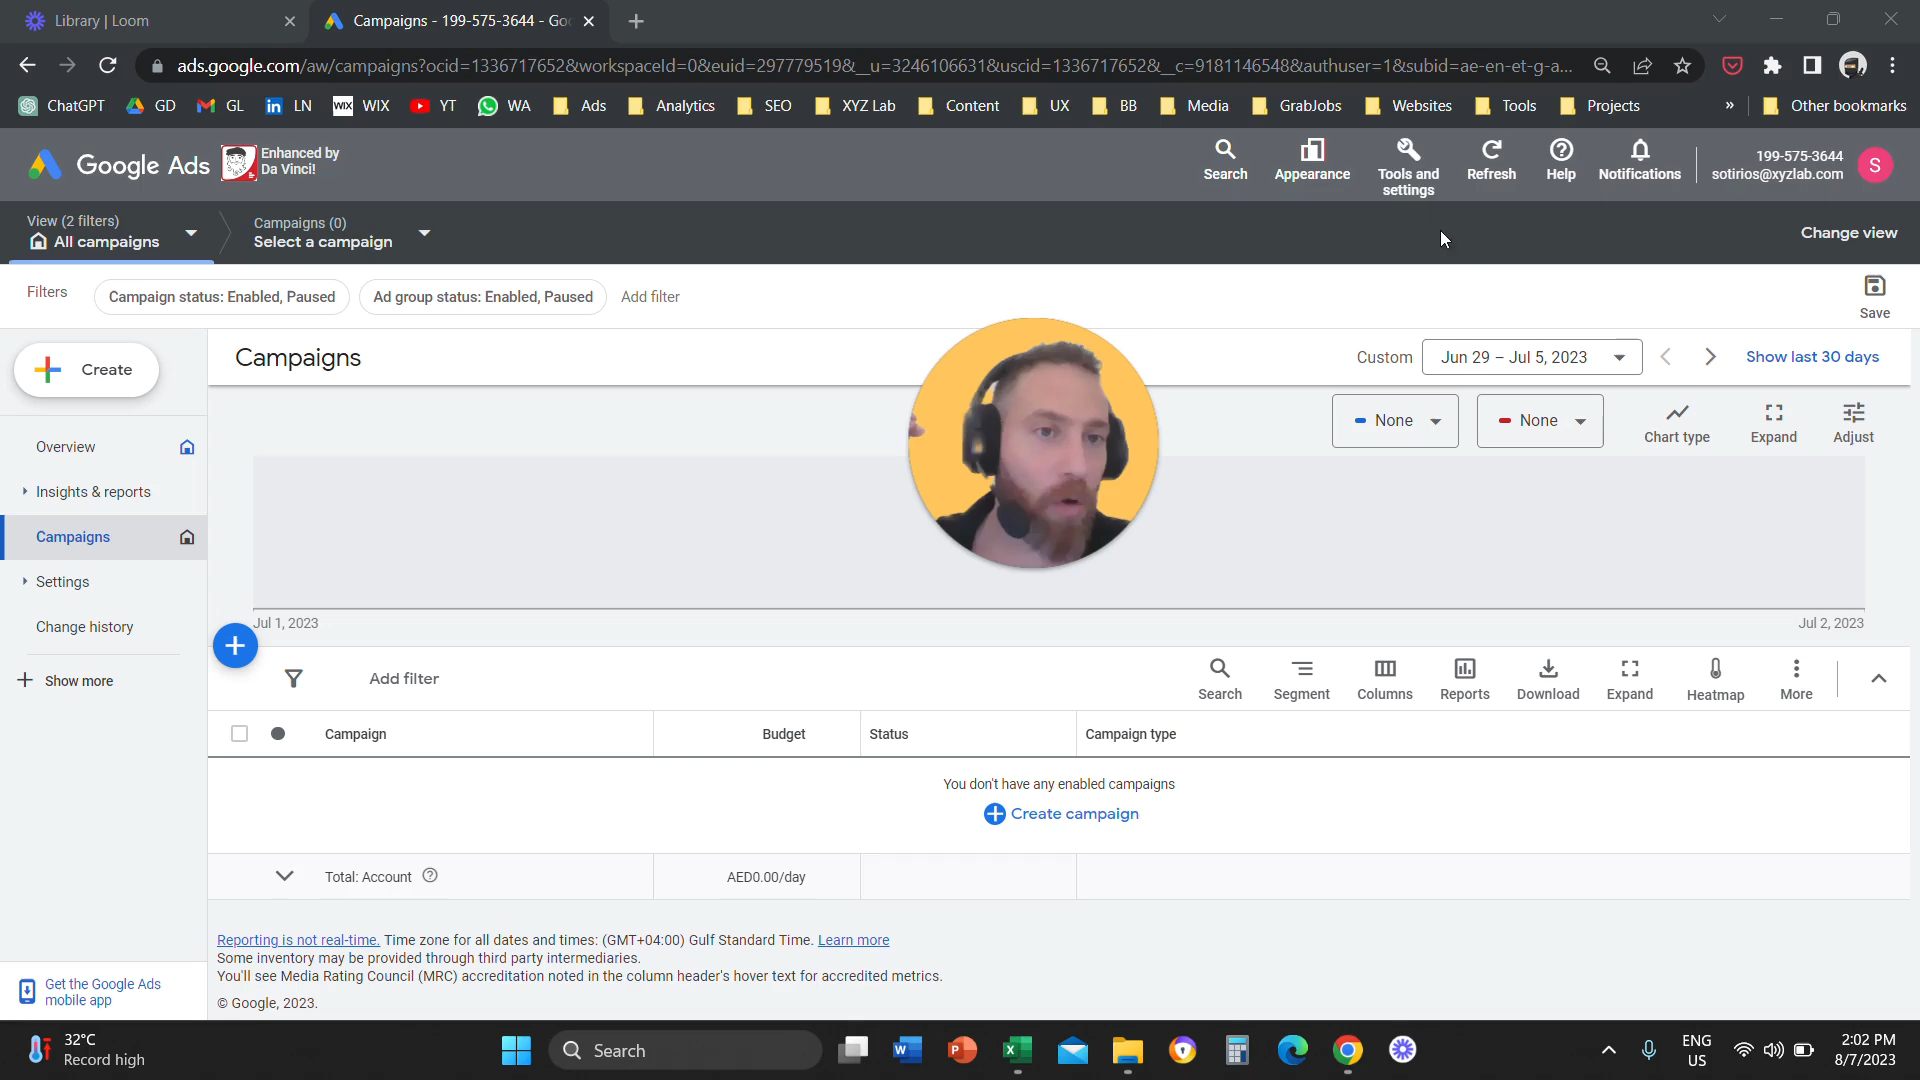 Library | Loom
Campaigns - 199-575-3644 - Goo
ads.google.com/aw/campaigns?ocid=1336717652&workspaceId=0&euid=297779519&__u=3246106631&uscid=1336717652&__c=9181146548&authuser=1&subid=ae-en-et-g-a...
ChatGPT GD GL LN WIX WIX YT WA Ads Analytics SEO XYZ Lab Content UX BB Media GrabJobs Websites Tools Projects » Other bookmarks
Google Ads
Enhanced by
Da Vinci!
Search
Appearance
Tools and
settings
Refresh
Help
Notifications
199-575-3644
sotirios@xyzlab.com
S
View (2 filters)
All campaigns
Campaigns (0)
Select a campaign
Change view
Filters
Campaign status: Enabled, Paused
Ad group status: Enabled, Paused
Add filter
Save
Create
Campaigns
Custom
Jun 29 – Jul 5, 2023
Show last 30 days
None
None
Chart type
Expand
Adjust
Overview
Insights & reports
Campaigns
Settings
Change history
Show more
Jul 1, 2023
Jul 2, 2023
Add filter
Search
Segment
Columns
Reports
Download
Expand
Heatmap
More
Campaign
Budget
Status
Campaign type
You don't have any enabled campaigns
Create campaign
Total: Account
AED0.00/day
Reporting is not real-time. Time zone for all dates and times: (GMT+04:00) Gulf Standard Time. Learn more
Some inventory may be provided through third party intermediaries.
You'll see Media Rating Council (MRC) accreditation noted in the column header's hover text for accredited metrics.
© Google, 2023.
Get the Google Ads
mobile app
32°C
Record high
Search
ENG
US
2:02 PM
8/7/2023